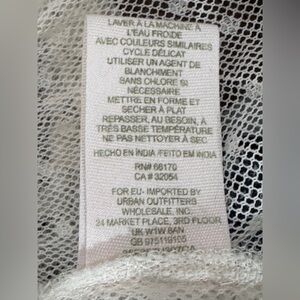 LAVER À LA MACHINE À
L'EAU FROIDE
AVEC COULEURS SIMILAIRES
CYCLE DÉLICAT
UTILISER UN AGENT DE
BLANCHIMENT
SANS CHLORE SI
NÉCESSAIRE
METTRE EN FORME ET
SÉCHER À PLAT
REPASSER, AU BESOIN, À
TRÈS BASSE TEMPÉRATURE
NE PAS NETTOYER À SEC
HECHO EN INDIA /FEITO EM INDIA
RN# 66170
CA # 32054
FOR EU- IMPORTED BY
URBAN OUTFITTERS
WHOLESALE, INC.
24 MARKET PLACE, 3RD FLOOR,
UK W1W 8AN,